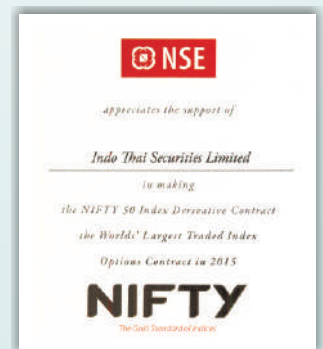 NSE
appreciates the support of
Indo Thai Securities Limited
in making
the NIFTY 50 Index Derivative Contract
the Worlds' Largest Traded Index
Options Contract in 2015
NIFTY
The Gold Standard of Indices